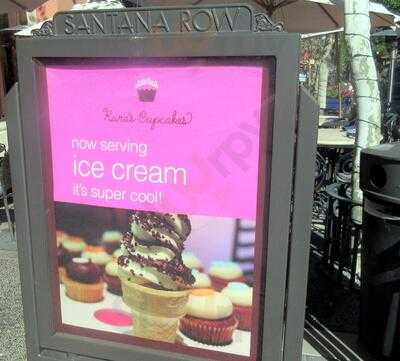 SANTANA ROW
Kara's Cupcakes
now serving
ice cream
it's super cool!